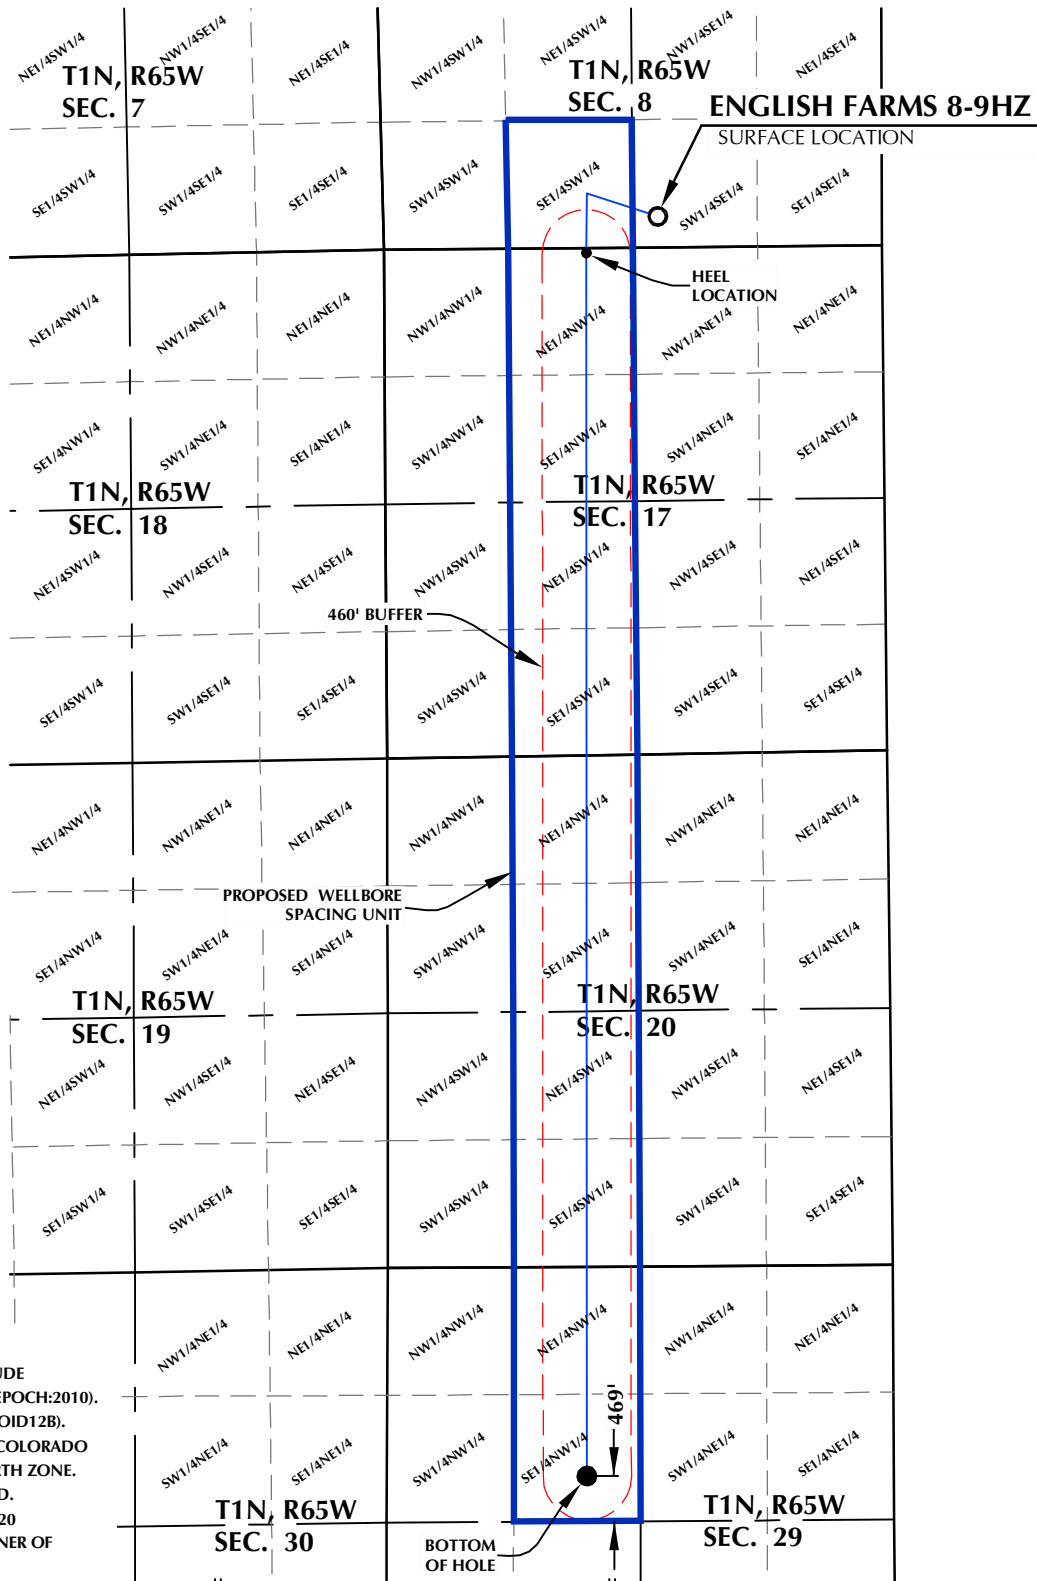 NE1/4SW1/4
NW1/4SE1/4
NE1/4SE1/4
NW1/4SW1/4
NE1/4SW1/4
NW1/4SE1/4
NE1/4SE1/4
T1N, R65W
SEC. 7
T1N, R65W
SEC. 8
ENGLISH FARMS 8-9HZ
SURFACE LOCATION
SE1/4SW1/4
SW1/4SE1/4
SE1/4SE1/4
SW1/4SW1/4
SE1/4SW1/4
SW1/4SE1/4
SE1/4SE1/4
HEEL
LOCATION
NE1/4NW1/4
NW1/4NE1/4
NE1/4NE1/4
NW1/4NW1/4
NE1/4NW1/4
NW1/4NE1/4
NE1/4NE1/4
SE1/4NW1/4
SW1/4NE1/4
SE1/4NE1/4
SW1/4NW1/4
SE1/4NW1/4
SW1/4NE1/4
SE1/4NE1/4
T1N, R65W
SEC. 18
T1N, R65W
SEC. 17
NE1/4SW1/4
NW1/4SE1/4
NE1/4SE1/4
NW1/4SW1/4
NE1/4SW1/4
NW1/4SE1/4
NE1/4SE1/4
460' BUFFER
SE1/4SW1/4
SW1/4SE1/4
SE1/4SE1/4
SW1/4SW1/4
SE1/4SW1/4
SW1/4SE1/4
SE1/4SE1/4
NE1/4NW1/4
NW1/4NE1/4
NE1/4NE1/4
NW1/4NW1/4
NE1/4NW1/4
NW1/4NE1/4
NE1/4NE1/4
PROPOSED WELLBORE
SPACING UNIT
SE1/4NW1/4
SW1/4NE1/4
SE1/4NE1/4
SW1/4NW1/4
SE1/4NW1/4
SW1/4NE1/4
SE1/4NE1/4
T1N, R65W
SEC. 19
T1N, R65W
SEC. 20
NE1/4SW1/4
NW1/4SE1/4
NE1/4SE1/4
NW1/4SW1/4
NE1/4SW1/4
NW1/4SE1/4
NE1/4SE1/4
SE1/4SW1/4
SW1/4SE1/4
SE1/4SE1/4
SW1/4SW1/4
SE1/4SW1/4
SW1/4SE1/4
SE1/4SE1/4
NW1/4NE1/4
NE1/4NE1/4
NW1/4NW1/4
NE1/4NW1/4
NW1/4NE1/4
NE1/4NE1/4
UDE
EPOCH:2010).
OID12B).
COLORADO
RTH ZONE.
D.
20
NER OF
469'
SW1/4NE1/4
SE1/4NE1/4
SW1/4NW1/4
SE1/4NW1/4
SW1/4NE1/4
SE1/4NE1/4
T1N, R65W
SEC. 30
T1N, R65W
SEC. 29
BOTTOM
OF HOLE